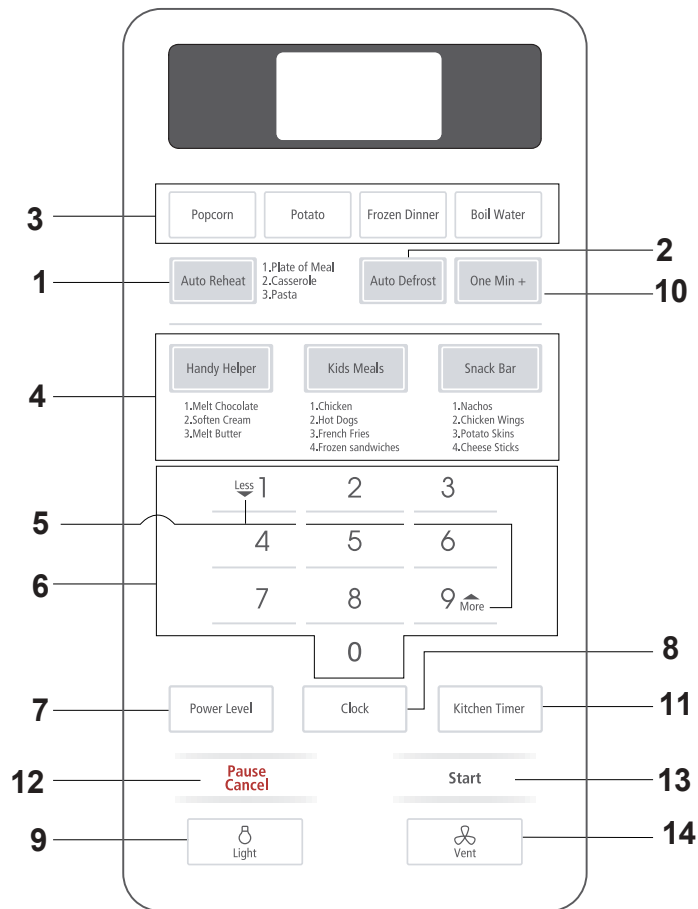 3
Popcorn
Potato
Frozen Dinner
Boil Water
2
1
Auto Reheat
1.Plate of Meal
2.Casserole
3.Pasta
Auto Defrost
One Min +
10
4
Handy Helper
Kids Meals
Snack Bar
1.Melt Chocolate
2.Soften Cream
3.Melt Butter
1.Chicken
2.Hot Dogs
3.French Fries
4.Frozen sandwiches
1.Nachos
2.Chicken Wings
3.Potato Skins
4.Cheese Sticks
Less 1
2
3
5
4
5
6
6
7
8
9 More
0
8
7
Power Level
Clock
Kitchen Timer
11
12
Pause
Cancel
Start
13
9
Light
Vent
14